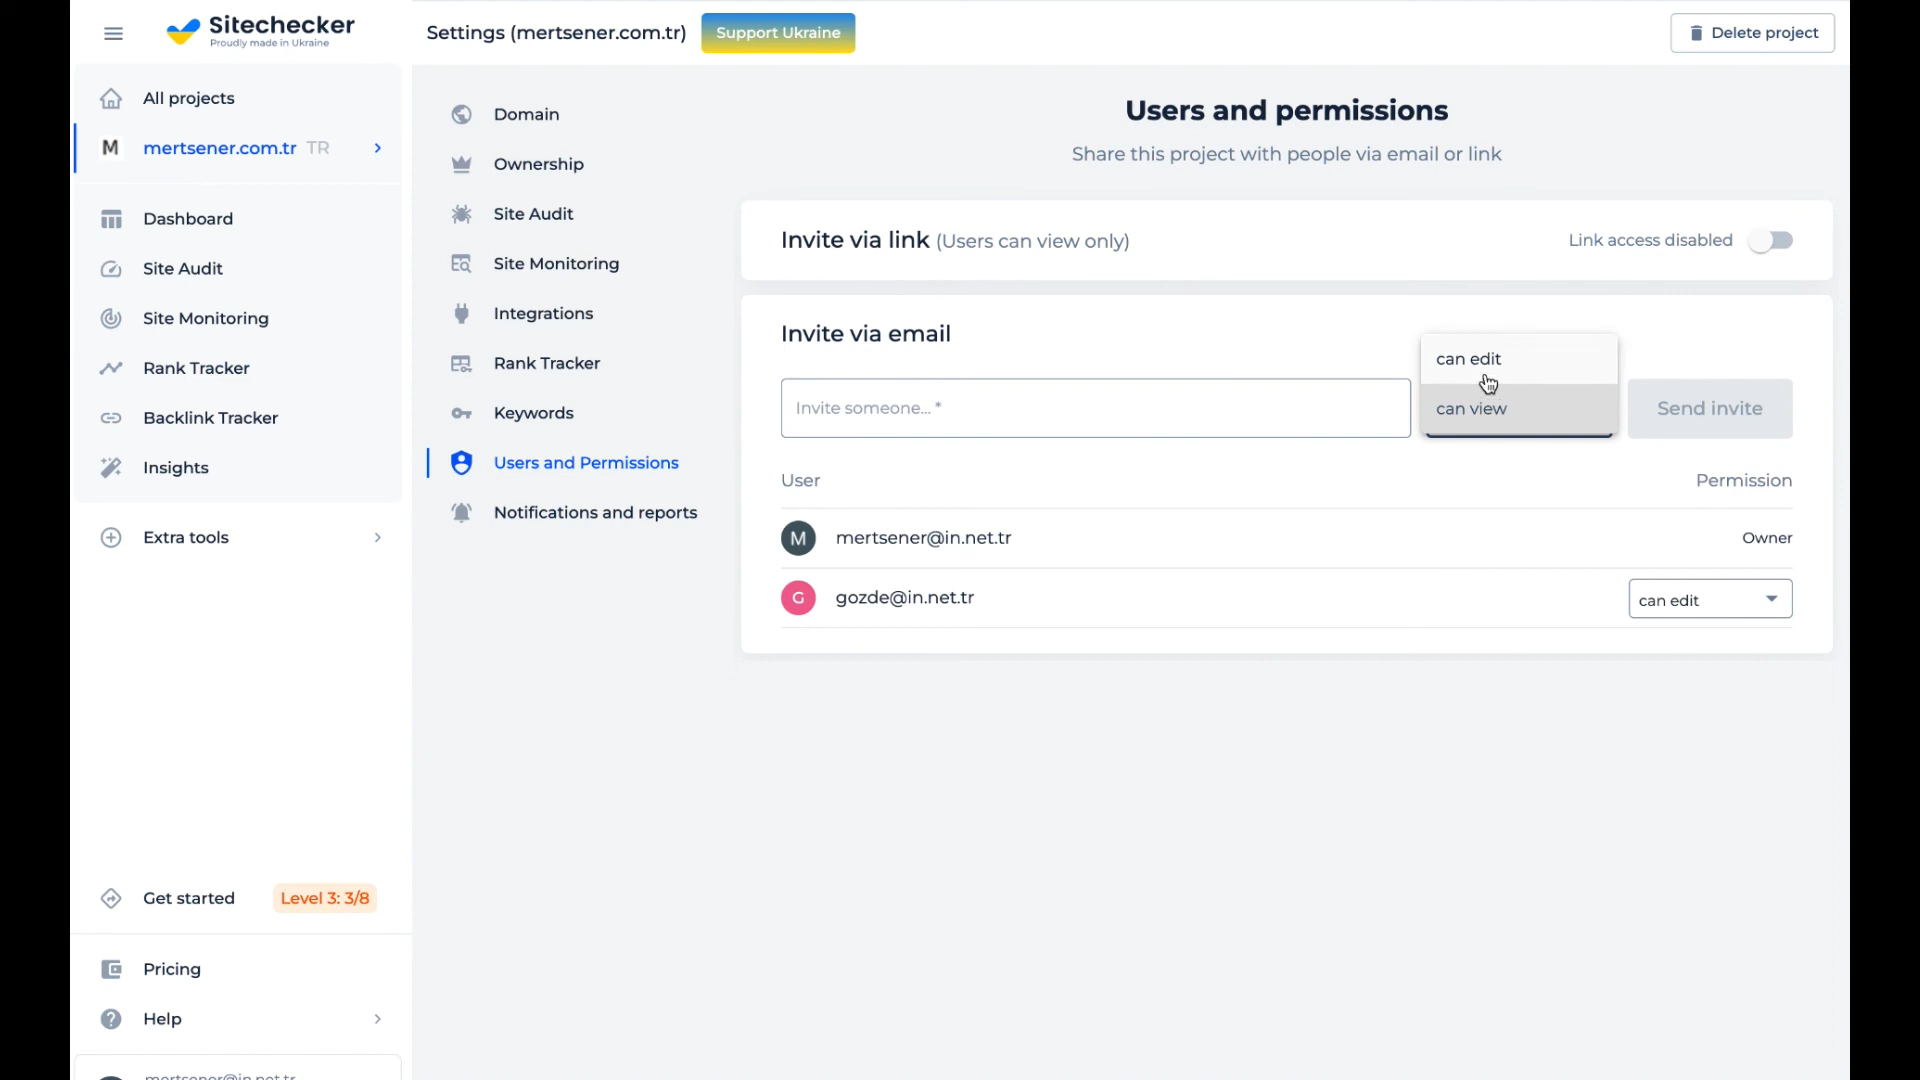 Sitechecker
Proudly made in Ukraine
Settings (mertsener.com.tr)
Support Ukraine
Delete project
All projects
M mertsener.com.tr TR
Dashboard
Site Audit
Site Monitoring
Rank Tracker
Backlink Tracker
Insights
Extra tools
Get started Level 3: 3/8
Pricing
Help
mertsener@in.net.tr
Domain
Ownership
Site Audit
Site Monitoring
Integrations
Rank Tracker
Keywords
Users and Permissions
Notifications and reports
Users and permissions
Share this project with people via email or link
Invite via link (Users can view only)
Link access disabled
Invite via email
Invite someone... *
can edit
can view
Send invite
User Permission
M mertsener@in.net.tr Owner
G gozde@in.net.tr can edit